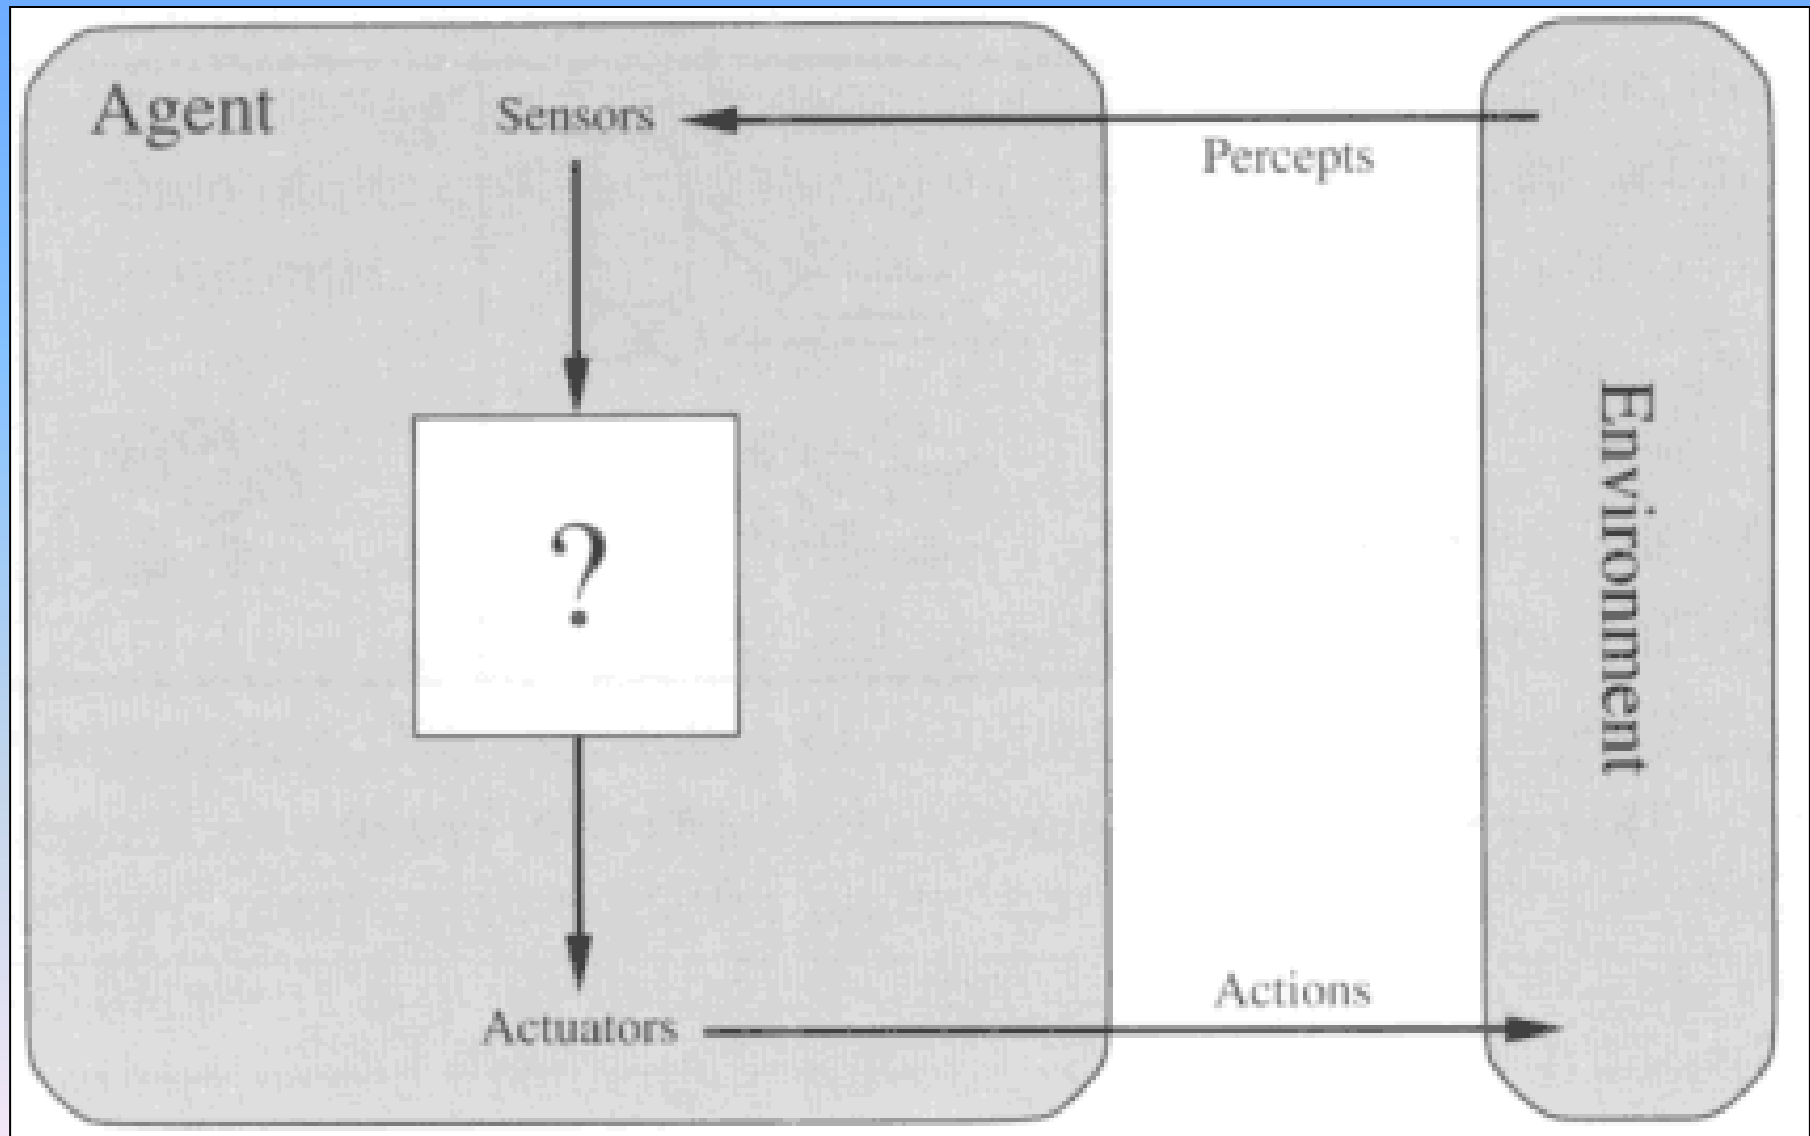 Agent
Sensors
Percepts
?
Environment
Actions
Actuators